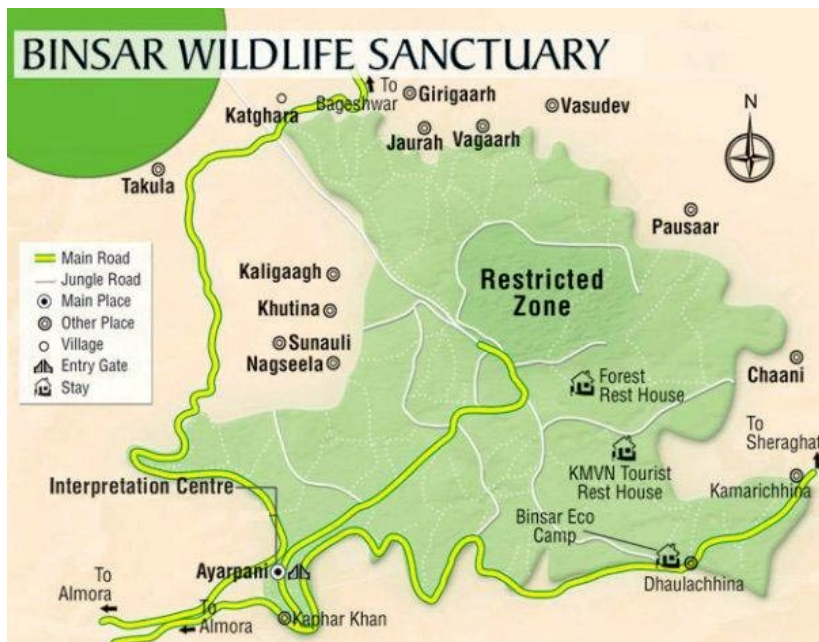 BINSAR WILDLIFE SANCTUARY
To
Bageshwar
Girigaarh
Vasudev
Katghara
Jaurah
Vagaarh
N
Takula
Pausaar
Main Road
Jungle Road
Main Place
Other Place
Village
Entry Gate
Stay
Kaligaagh
Khutina
Sunauli
Nagseela
Restricted
Zone
Forest
Rest House
Chaani
To
Sheraghat
KMVN Tourist
Rest House
Kamarichhina
Interpretation Centre
Binsar Eco
Camp
Ayarpani
Dhaulachhina
To
Almora
To
Almora
Kaphar Khan